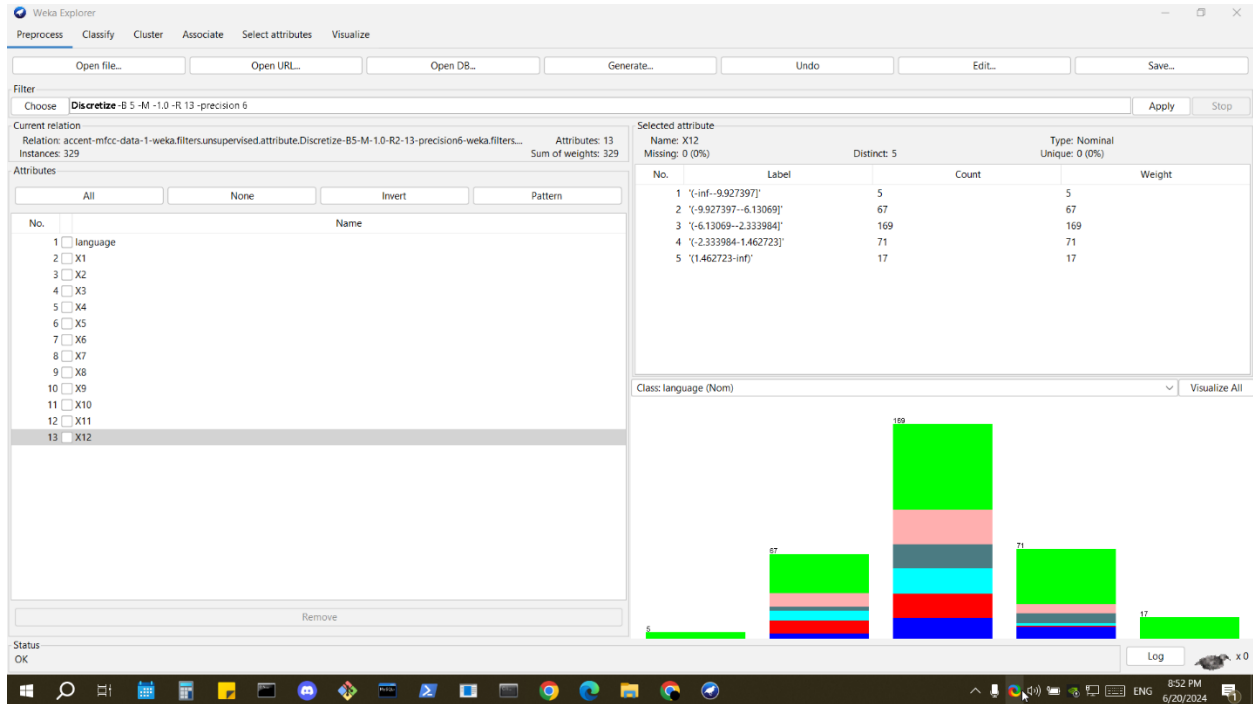 Weka Explorer
Preprocess Classify Cluster Associate Select attributes Visualize
Open file... Open URL... Open DB... Generate... Undo Edit... Save...
Filter
Choose Discretize -B 5 -M -1.0 -R 13 -precision 6 Apply Stop
Current relation
Relation: accent-mfcc-data-1-weka.filters.unsupervised.attribute.Discretize-B5-M-1.0-R2-13-precision6-weka.filters.... Attributes: 13
Instances: 329 Sum of weights: 329
Attributes
All None Invert Pattern
No. Name
1 language
2 X1
3 X2
4 X3
5 X4
6 X5
7 X6
8 X7
9 X8
10 X9
11 X10
12 X11
13 X12
Remove
Selected attribute
Name: X12 Type: Nominal
Missing: 0 (0%) Distinct: 5 Unique: 0 (0%)
No. Label Count Weight
1 '(-inf--9.927397]' 5 5
2 '(-9.927397--6.13069]' 67 67
3 '(-6.13069--2.333984]' 169 169
4 '(-2.333984-1.462723]' 71 71
5 '(1.462723-inf)' 17 17
Class: language (Nom) Visualize All
5
67
169
71
17
Status
OK
Log x 0
ENG
8:52 PM
6/20/2024
1